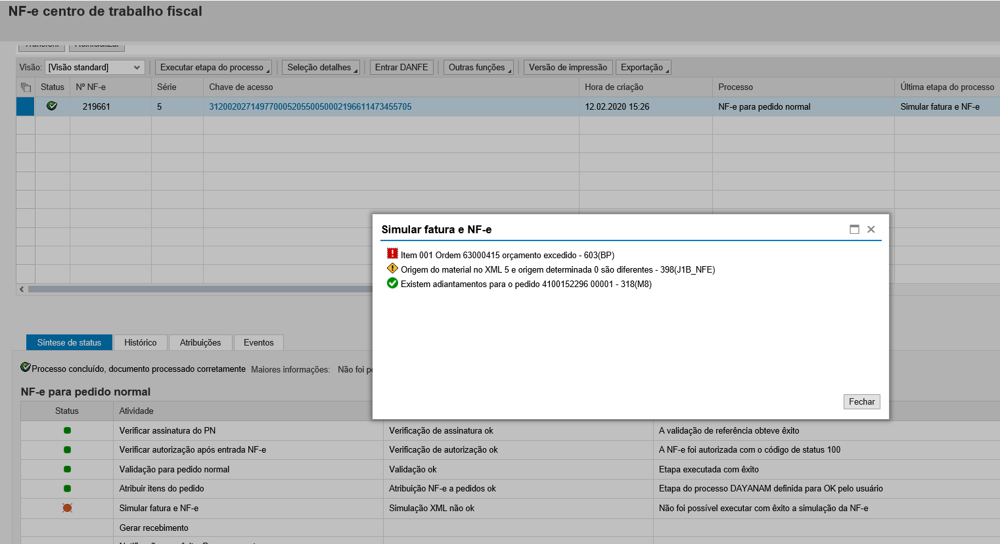 NF-e centro de trabalho fiscal
Transferir Reinicializar
Visão: [Visão standard] Executar etapa do processo Seleção detalhes Entrar DANFE Outras funções Versão de impressão Exportação
Status Nº NF-e Série Chave de acesso Hora de criação Processo Última etapa do processo
219661 5 31200202714977000520550050002196611473455705 12.02.2020 15:26 NF-e para pedido normal Simular fatura e NF-e
Simular fatura e NF-e
Item 001 Ordem 63000415 orçamento excedido - 603(BP)
Origem do material no XML 5 e origem determinada 0 são diferentes - 398(J1B_NFE)
Existem adiantamentos para o pedido 4100152296 00001 - 318(M8)
Fechar
Síntese de status Histórico Atribuições Eventos
Processo concluído, documento processado corretamente Maiores informações: Não foi
NF-e para pedido normal
Status Atividade
Verificar assinatura do PN Verificação de assinatura ok A validação de referência obteve êxito
Verificar autorização após entrada NF-e Verificação de autorização ok A NF-e foi autorizada com o código de status 100
Validação para pedido normal Validação ok Etapa executada com êxito
Atribuir itens do pedido Atribuição NF-e a pedidos ok Etapa do processo DAYANAM definida para OK pelo usuário
Simular fatura e NF-e Simulação XML não ok Não foi possível executar com êxito a simulação da NF-e
Gerar recebimento